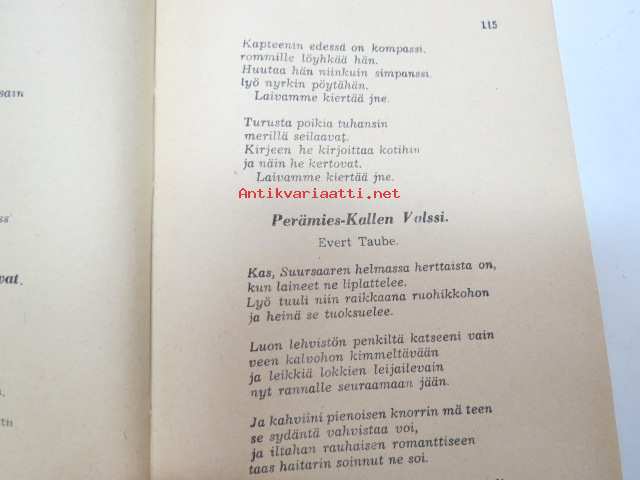 115
Kapteenin edessä on kompassi.
rommille löyhkää hän.
Huutaa hän niinkuin simpanssi.
lyö nyrkin pöytähän.
Laivamme kiertää jne.
Turusta poikia tuhansin
merillä seilaavat.
Kirjeen he kirjoittaa kotihin
ja näin he kertovat.
Laivamme kiertää jne.
Antikvariaatti.net
Perämies-Kallen Valssi.
Evert Taube.
Kas, Suursaaren helmassa herttaista on,
kun laineet ne liplattelee.
Lyö tuuli niin raikkaana ruohikkohon
ja heinä se tuoksuelee.
Luon lehvistön penkiltä katseeni vain
veen kalvohon kimmeltävään
ja leikkiä lokkien leijailevain
nyt rannalle seuraamaan jään.
Ja kahviini pienoisen knorrin mä teen
se sydäntä vahvistaa voi,
ja iltahan rauhaisen romanttiseen
taas haitarin soinnut ne soi.
sain
vat.